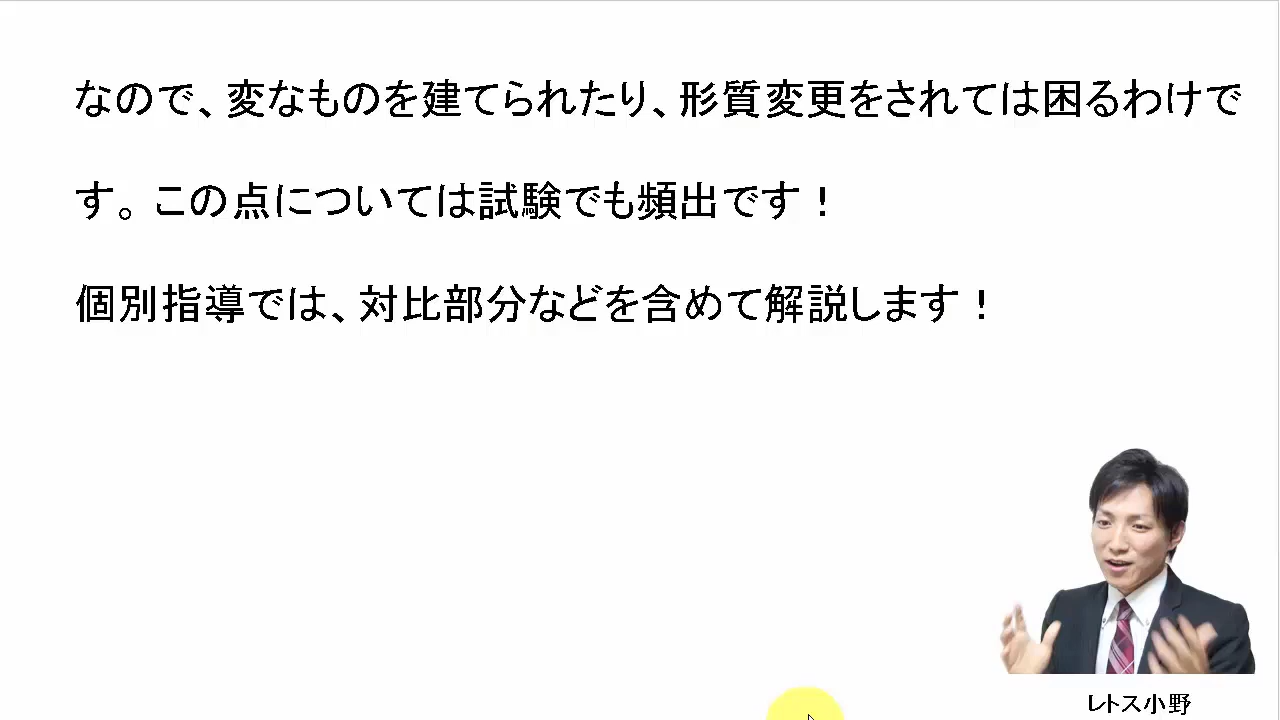 なので、変なものを建てられたり、形質変更をされては困るわけで
す。この点については試験でも頻出です！
個別指導では、対比部分などを含めて解説します！
レトス小野